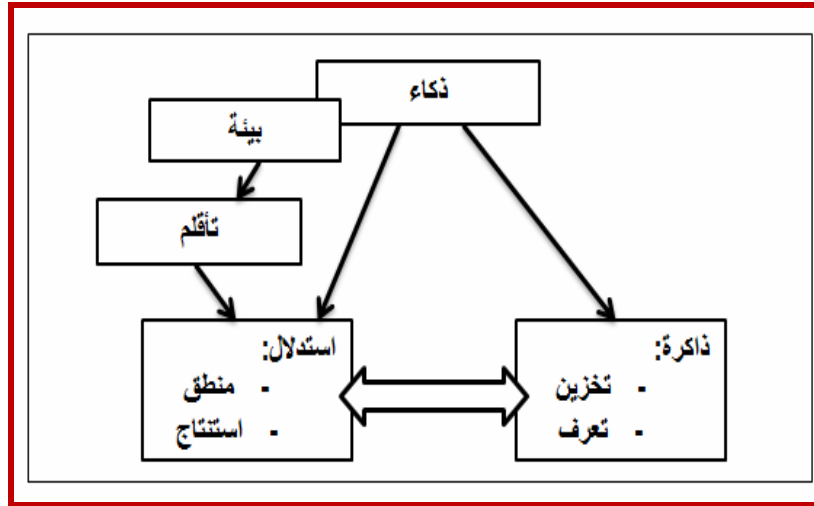 ذكاء
بيئة
تأقلم
استدلال:
- منطق
- استنتاج
ذاكرة:
- تخزين
- تعرف